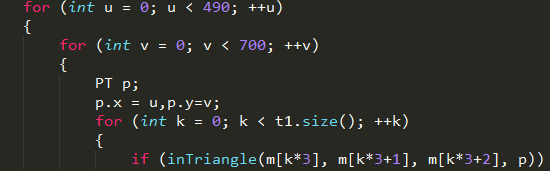 for (int u = 0; u < 490; ++u)
{
for (int v = 0; v < 700; ++v)
{
PT p;
p.x = u,p.y=v;
for (int k = 0; k < t1.size(); ++k)
{
if (inTriangle(m[k*3], m[k*3+1], m[k*3+2], p))